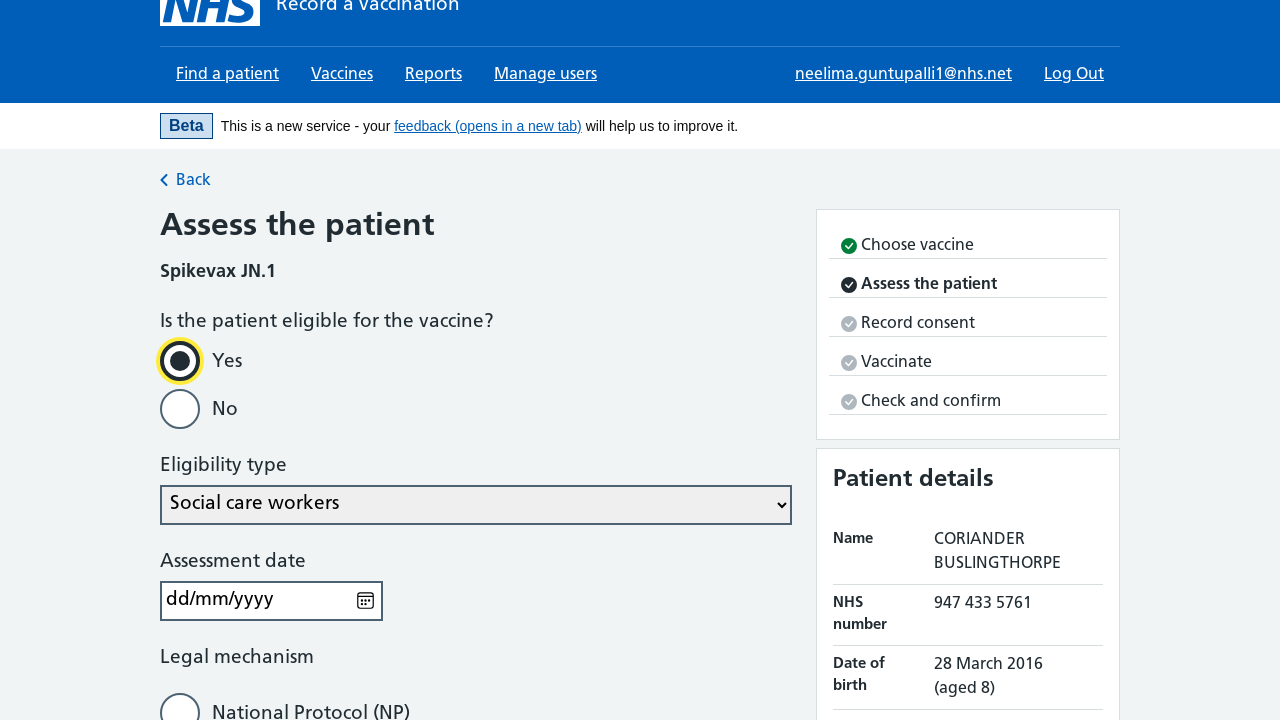 NHS Record a vaccination
Find a patient Vaccines Reports Manage users neelima.guntupalli1@nhs.net Log Out
Beta This is a new service - your feedback (opens in a new tab) will help us to improve it.
Back
Assess the patient
Spikevax JN.1
Is the patient eligible for the vaccine?
Yes
No
Eligibility type
Social care workers
Assessment date
dd/mm/yyyy
Legal mechanism
National Protocol (NP)
Choose vaccine
Assess the patient
Record consent
Vaccinate
Check and confirm
Patient details
Name CORIANDER
BUSLINGTHORPE
NHS number 947 433 5761
Date of birth 28 March 2016
(aged 8)